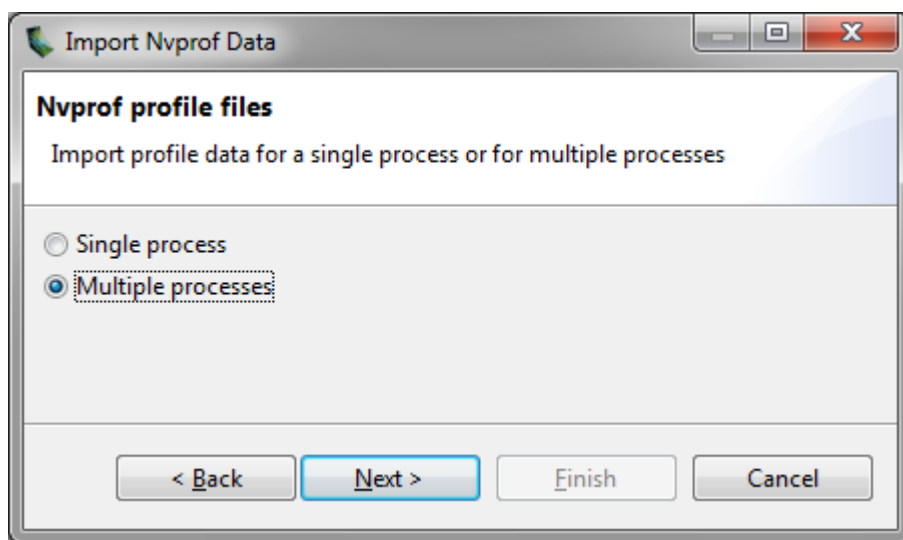 Import Nvprof Data
Nvprof profile files
Import profile data for a single process or for multiple processes
Single process
Multiple processes
< Back Next > Finish Cancel